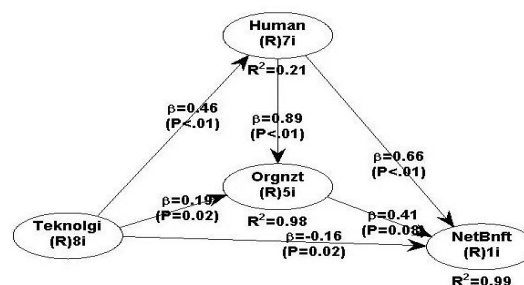 Human
(R)7i
R²=0.21
β=0.46
(P<.01)
β=0.89
(P<.01)
β=0.66
(P<.01)
Orgnzt
(R)5i
β=0.19
(P=0.02)
R²=0.98
β=0.41
(P=0.08)
Teknolgi
(R)8i
β=-0.16
(P=0.02)
NetBnft
(R)1i
R²=0.99